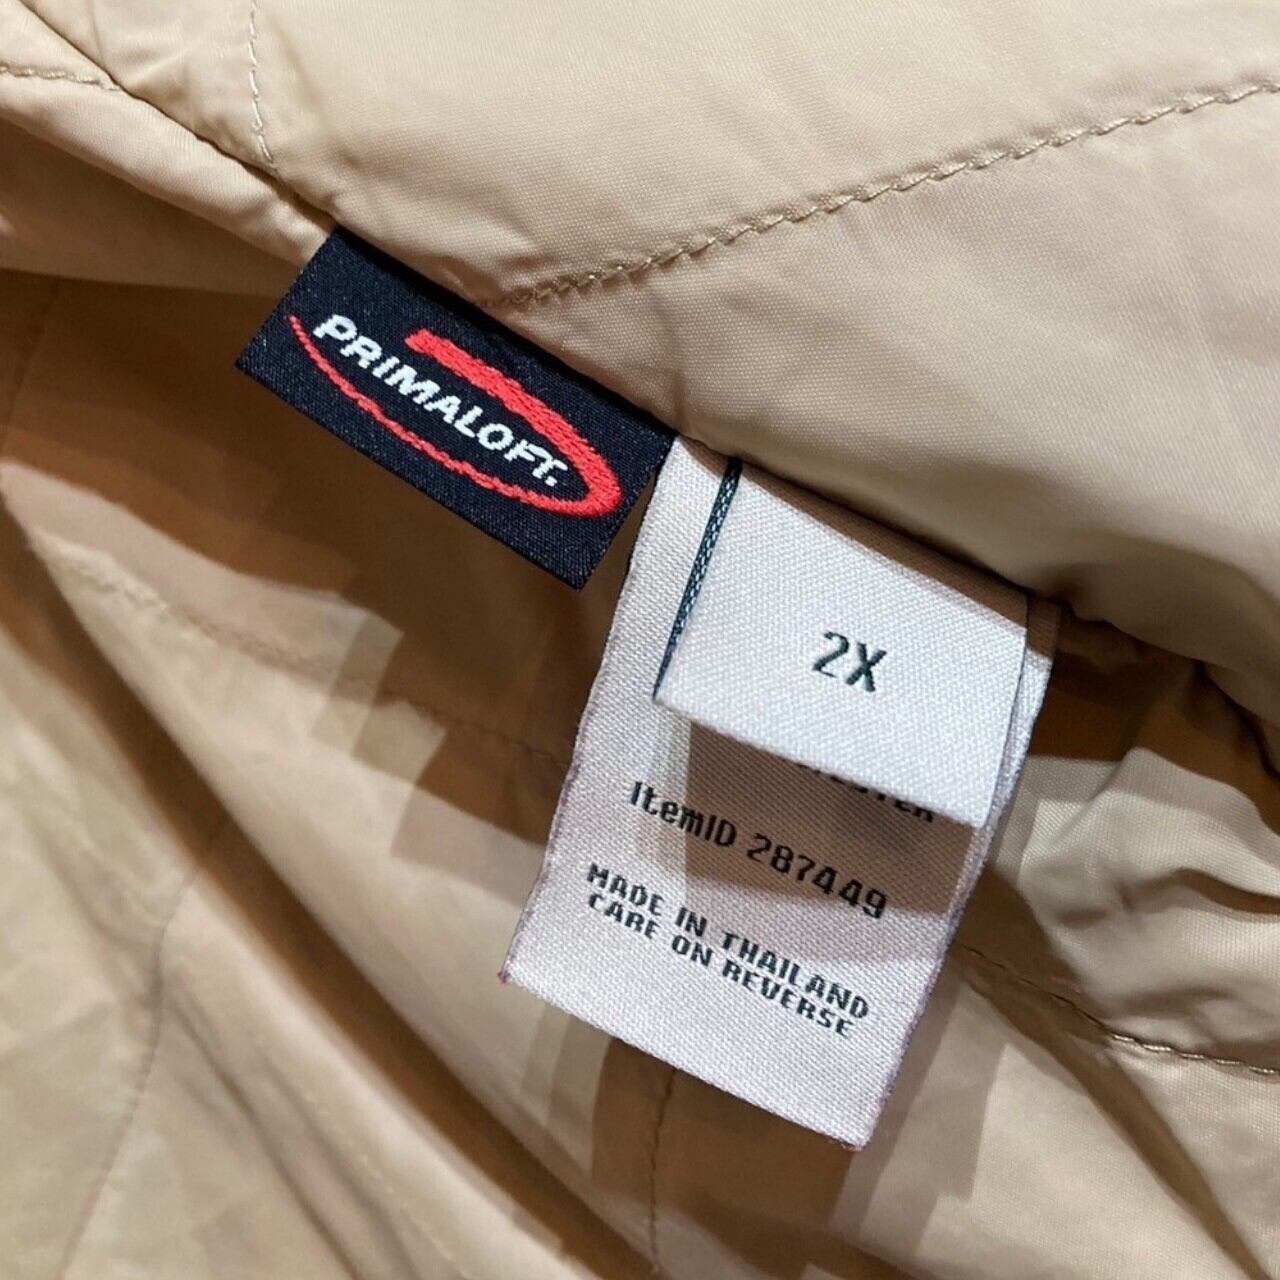 PRIMALOFT.
2X
ItemID 287449
MADE IN THAILAND
CARE ON REVERSE